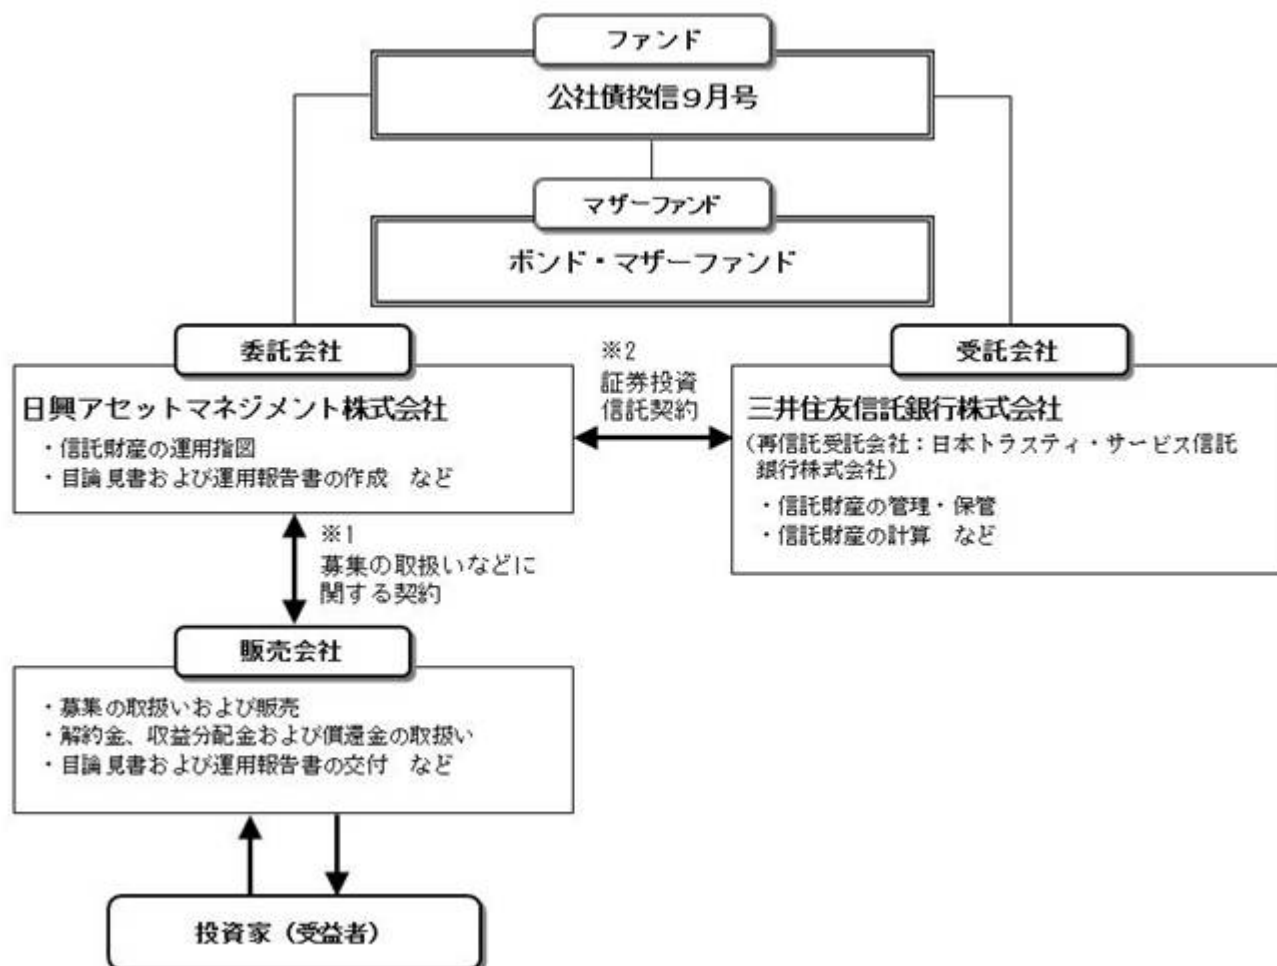 ファンド
公社債投信９月号
マザーファンド
ボンド・マザーファンド
委託会社
日興アセットマネジメント株式会社
・信託財産の運用指図
・目論見書および運用報告書の作成　など
※2
証券投資
信託契約
受託会社
三井住友信託銀行株式会社
（再信託受託会社：日本トラスティ・サービス信託
銀行株式会社）
・信託財産の管理・保管
・信託財産の計算　など
※1
募集の取扱いなどに
関する契約
販売会社
・募集の取扱いおよび販売
・解約金、収益分配金および償還金の取扱い
・目論見書および運用報告書の交付　など
投資家（受益者）